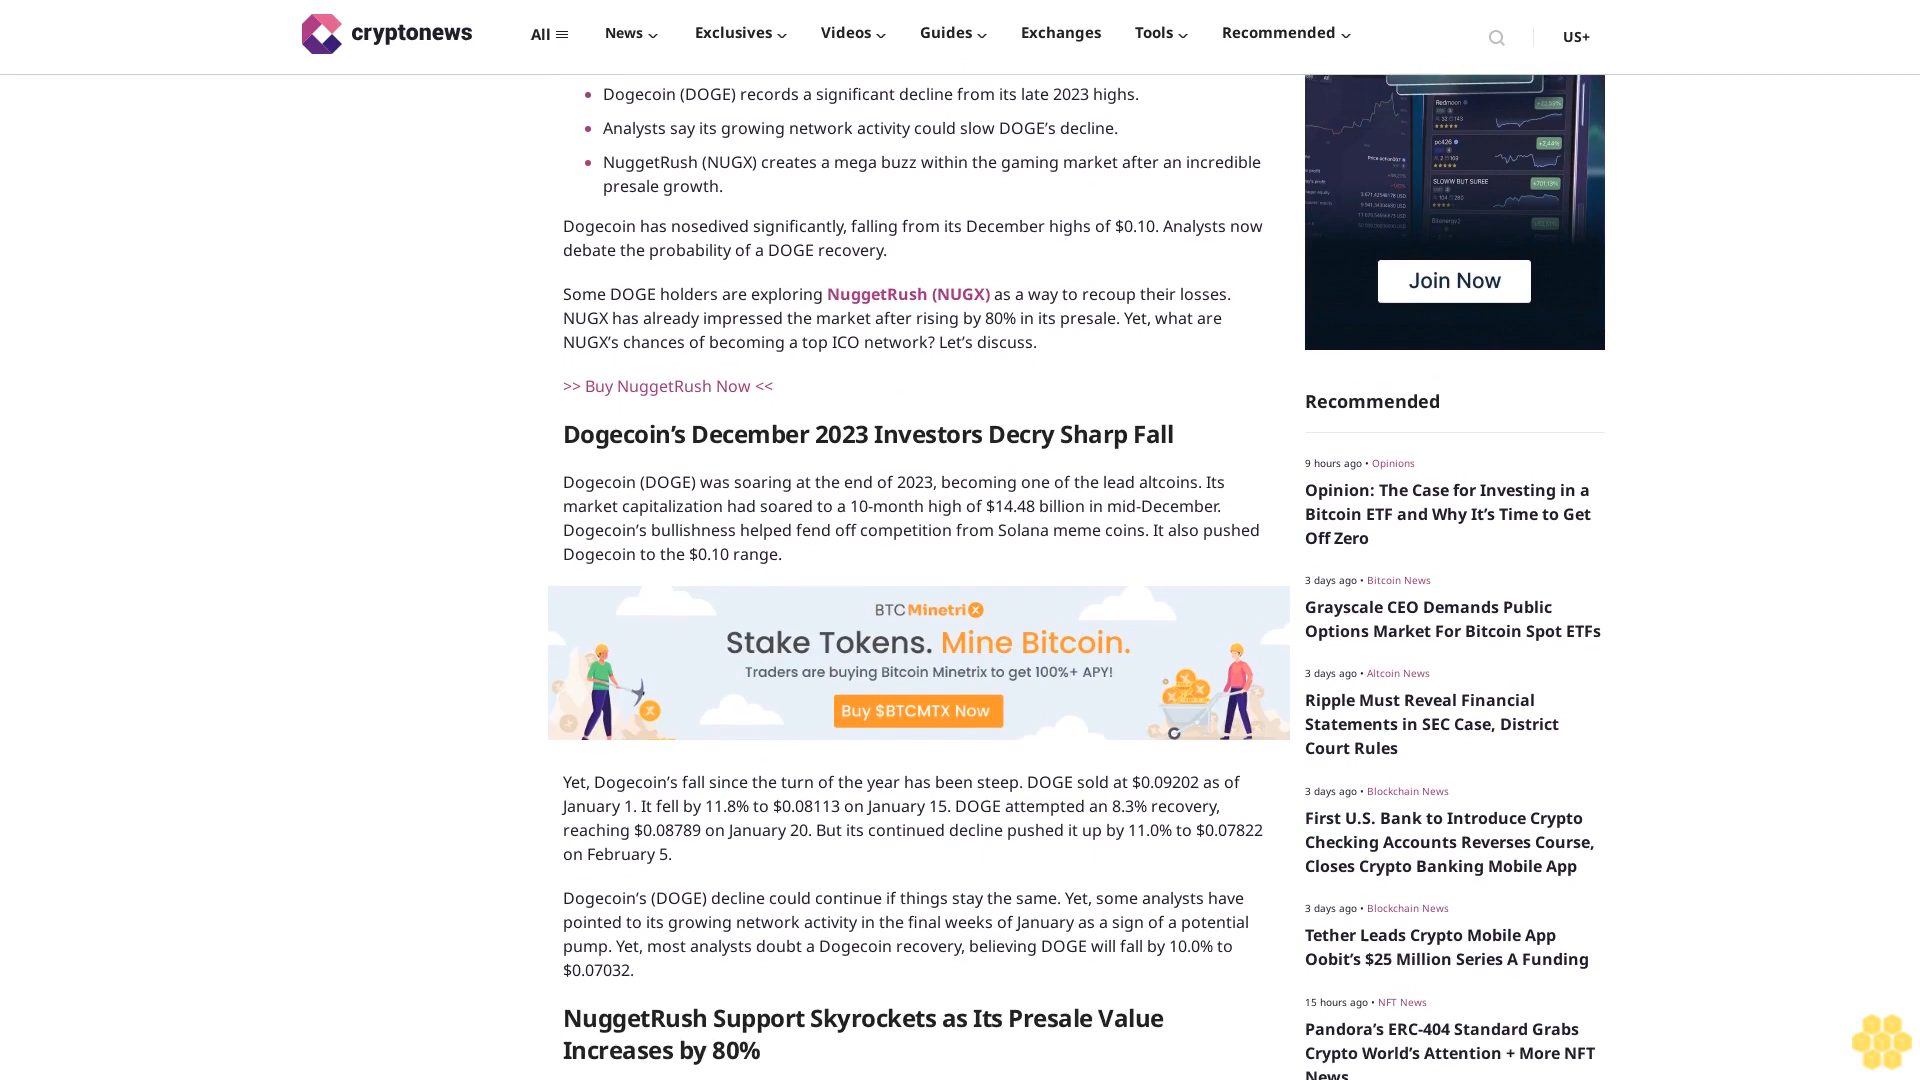 cryptonews
All
News
Exclusives
Videos
Guides
Exchanges
Tools
Recommended
US+
Dogecoin (DOGE) records a significant decline from its late 2023 highs.
Analysts say its growing network activity could slow DOGE’s decline.
NuggetRush (NUGX) creates a mega buzz within the gaming market after an incredible
presale growth.
Dogecoin has nosedived significantly, falling from its December highs of $0.10. Analysts now
debate the probability of a DOGE recovery.
Some DOGE holders are exploring NuggetRush (NUGX) as a way to recoup their losses.
NUGX has already impressed the market after rising by 80% in its presale. Yet, what are
NUGX’s chances of becoming a top ICO network? Let’s discuss.
>> Buy NuggetRush Now <<
Dogecoin’s December 2023 Investors Decry Sharp Fall
Dogecoin (DOGE) was soaring at the end of 2023, becoming one of the lead altcoins. Its
market capitalization had soared to a 10-month high of $14.48 billion in mid-December.
Dogecoin’s bullishness helped fend off competition from Solana meme coins. It also pushed
Dogecoin to the $0.10 range.
BTC Minetrix
Stake Tokens. Mine Bitcoin.
Traders are buying Bitcoin Minetrix to get 100%+ APY!
Buy $BTCMTX Now
Yet, Dogecoin’s fall since the turn of the year has been steep. DOGE sold at $0.09202 as of
January 1. It fell by 11.8% to $0.08113 on January 15. DOGE attempted an 8.3% recovery,
reaching $0.08789 on January 20. But its continued decline pushed it up by 11.0% to $0.07822
on February 5.
Dogecoin’s (DOGE) decline could continue if things stay the same. Yet, some analysts have
pointed to its growing network activity in the final weeks of January as a sign of a potential
pump. Yet, most analysts doubt a Dogecoin recovery, believing DOGE will fall by 10.0% to
$0.07032.
NuggetRush Support Skyrockets as Its Presale Value
Increases by 80%
Redmoon
pc426
+2,44%
SLOWW BUT SUREE
+701,13%
Join Now
Recommended
9 hours ago • Opinions
Opinion: The Case for Investing in a
Bitcoin ETF and Why It’s Time to Get
Off Zero
3 days ago • Bitcoin News
Grayscale CEO Demands Public
Options Market For Bitcoin Spot ETFs
3 days ago • Altcoin News
Ripple Must Reveal Financial
Statements in SEC Case, District
Court Rules
3 days ago • Blockchain News
First U.S. Bank to Introduce Crypto
Checking Accounts Reverses Course,
Closes Crypto Banking Mobile App
3 days ago • Blockchain News
Tether Leads Crypto Mobile App
Oobit’s $25 Million Series A Funding
15 hours ago • NFT News
Pandora’s ERC-404 Standard Grabs
Crypto World’s Attention + More NFT
News